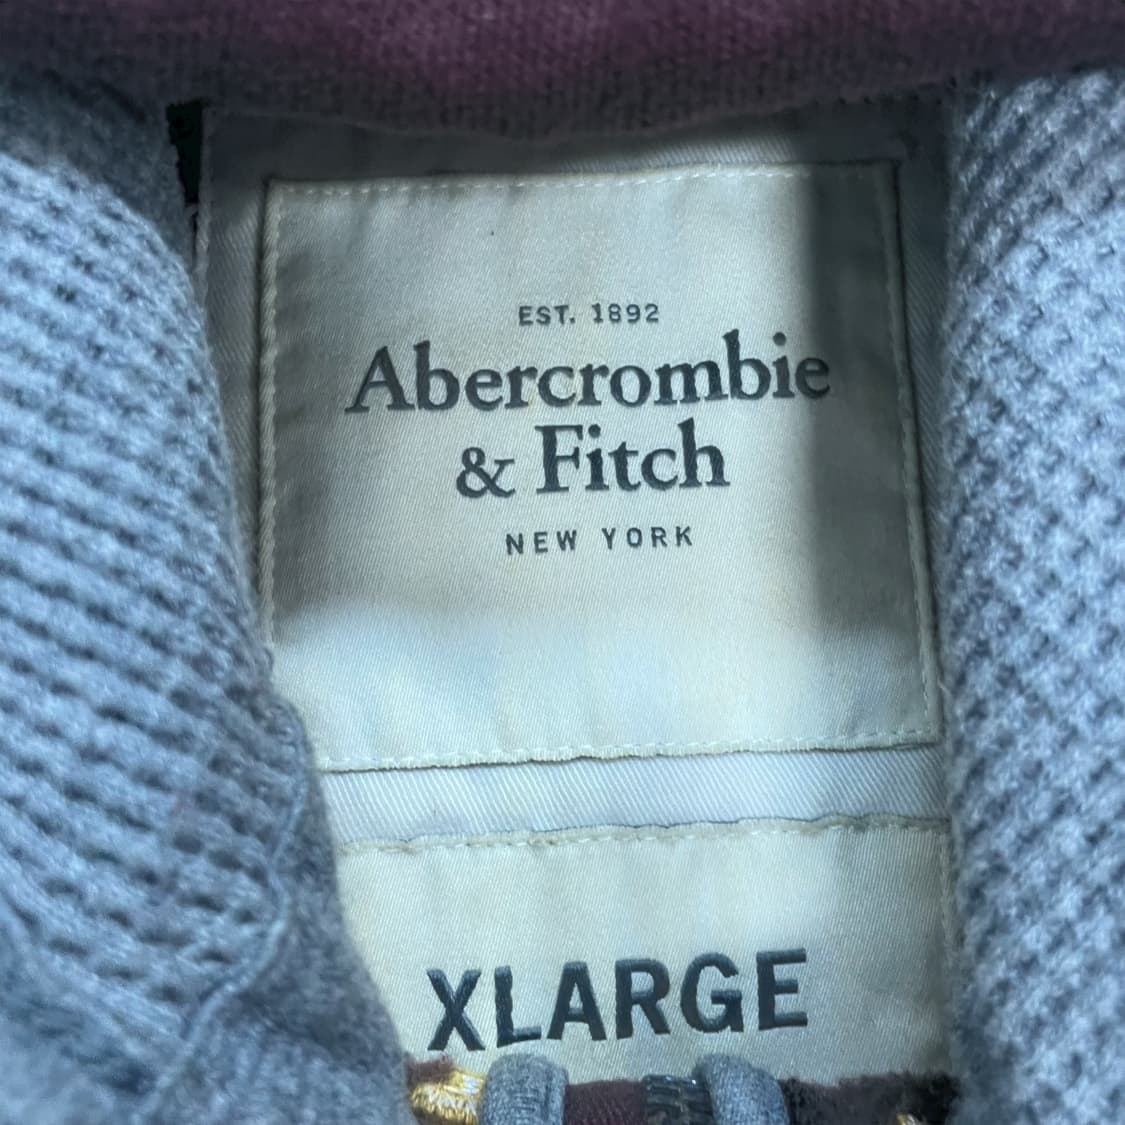 EST. 1892
Abercrombie
& Fitch
NEW YORK
XLARGE